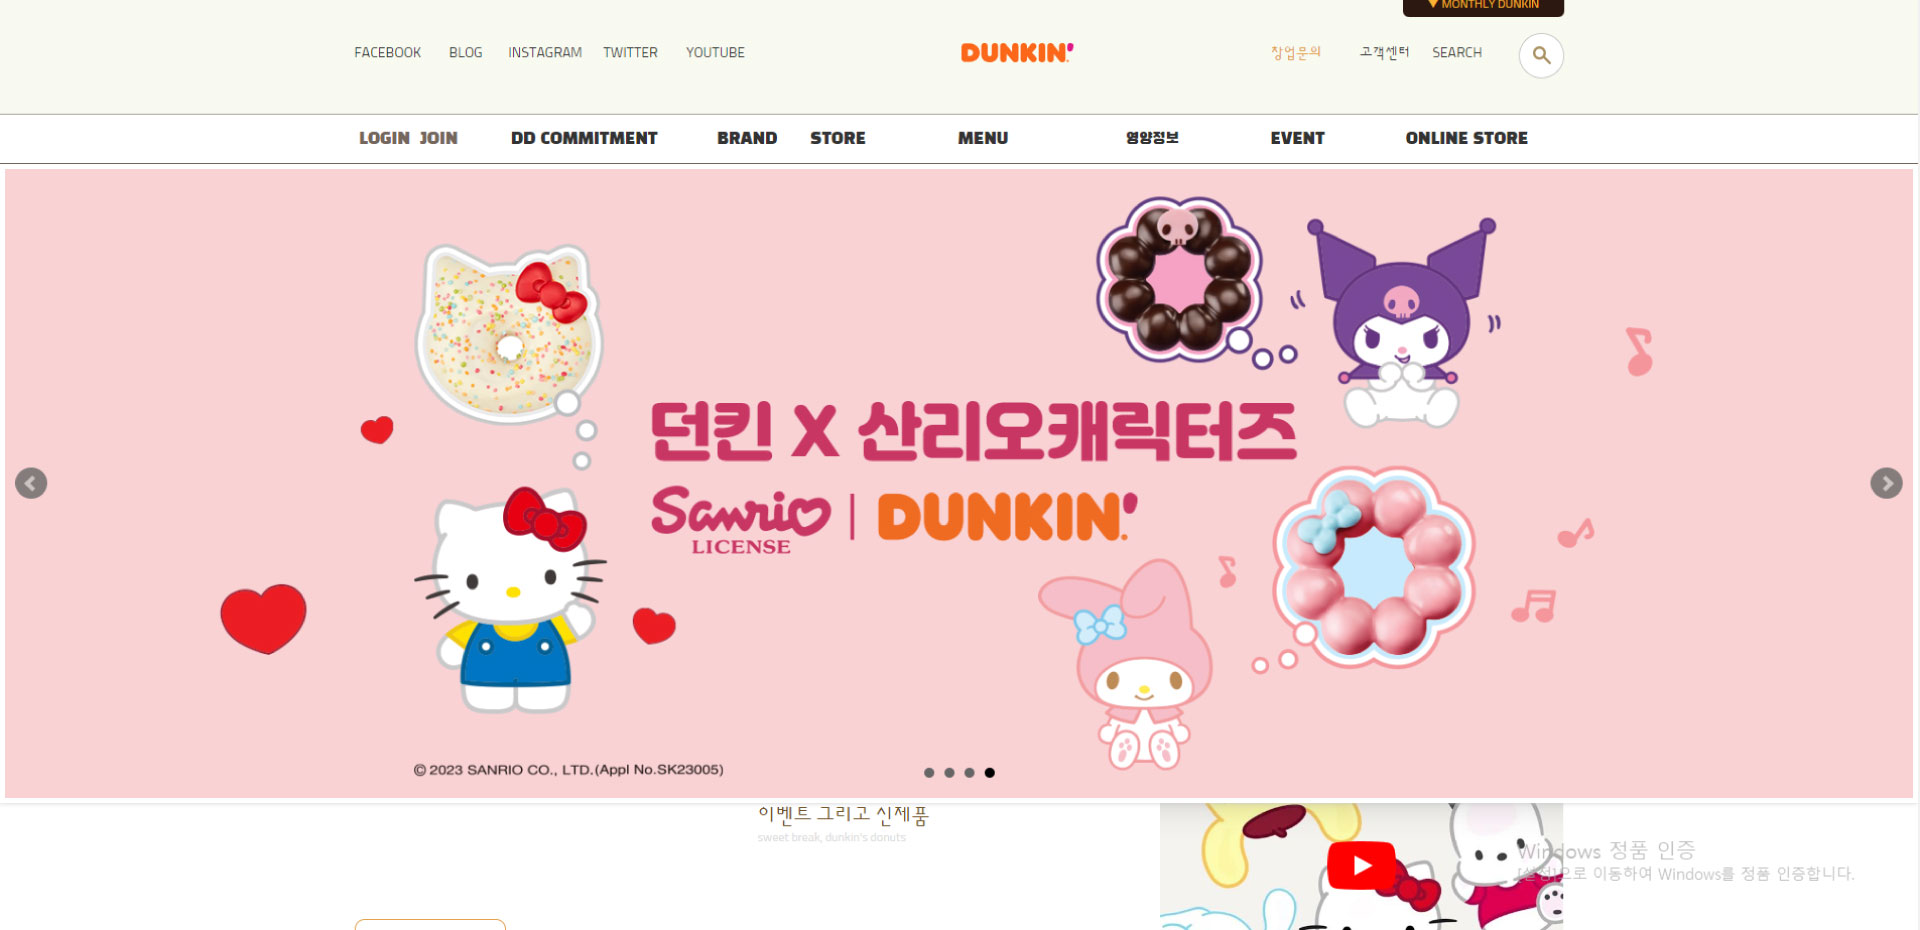 ▼ MONTHLY DUNKIN
FACEBOOK BLOG INSTAGRAM TWITTER YOUTUBE DUNKIN' 창업문의 고객센터 SEARCH
LOGIN JOIN DD COMMITMENT BRAND STORE MENU 영양정보 EVENT ONLINE STORE
던킨 X 산리오캐릭터즈
Sanrio LICENSE | DUNKIN'
© 2023 SANRIO CO., LTD.(Appl No.SK23005)
이벤트 그리고 신제품
sweet break, dunkin's donuts
Windows 정품 인증
[설정]으로 이동하여 Windows를 정품 인증합니다.